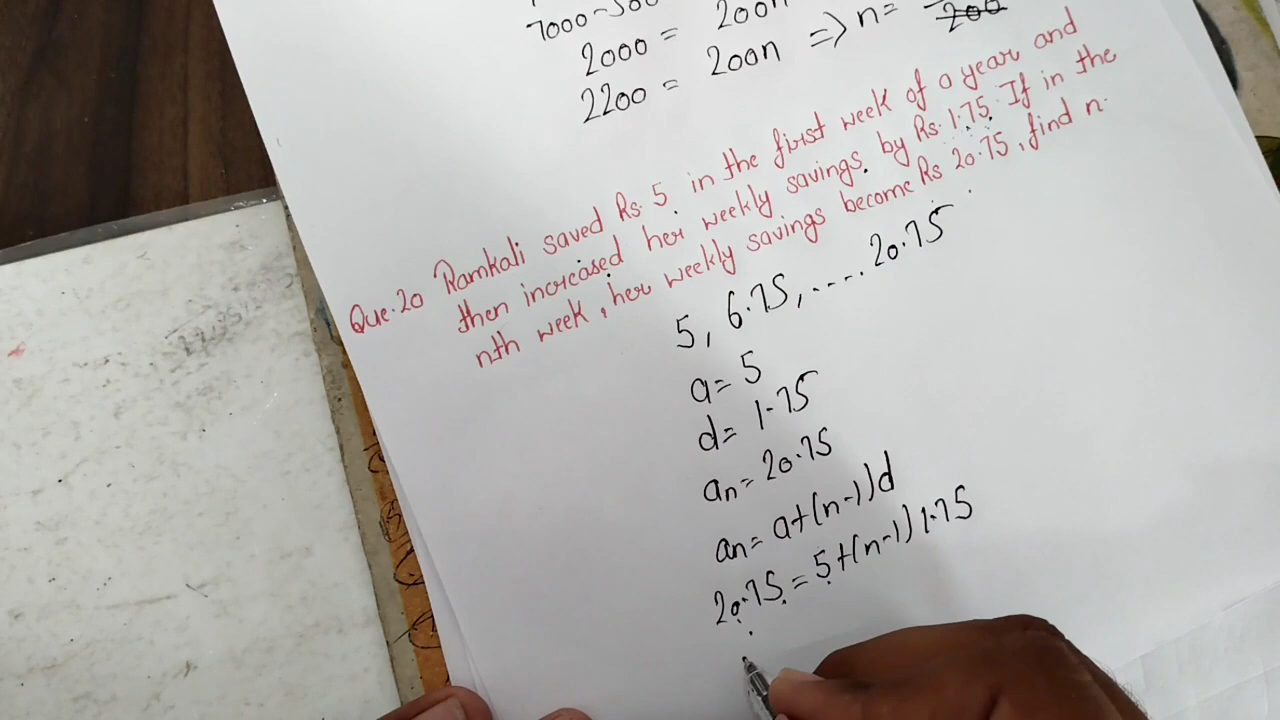 2000 = 200n
2200 = 200n => n=
Que.20 Ramkali saved Rs. 5 in the first week of a year and
then increased her weekly savings by Rs. 1.75. If in the
nth week, her weekly savings become Rs 20.75, find n.
5, 6.75, .... 20.75
a = 5
d = 1.75
an = 20.75
an = a+(n-1)d
20.75 = 5+(n-1)1.75